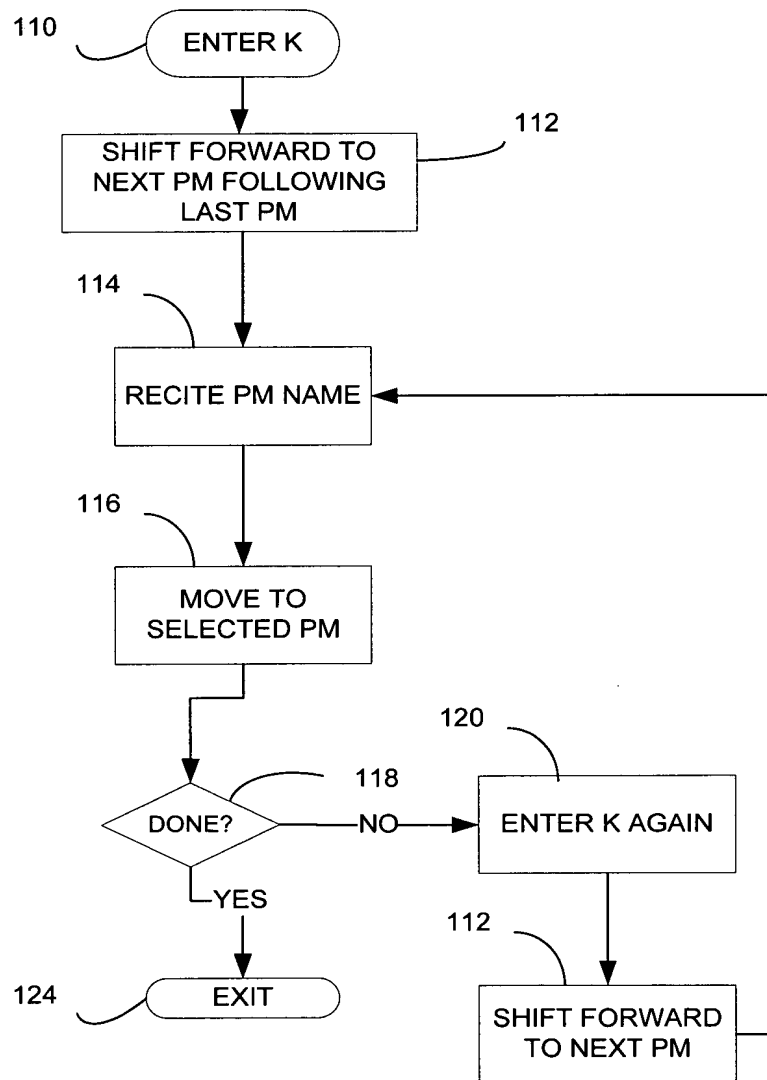 110
ENTER K
112
SHIFT FORWARD TO
NEXT PM FOLLOWING
LAST PM
114
RECITE PM NAME
116
MOVE TO
SELECTED PM
118
DONE?
NO
120
ENTER K AGAIN
YES
112
SHIFT FORWARD
TO NEXT PM
124
EXIT